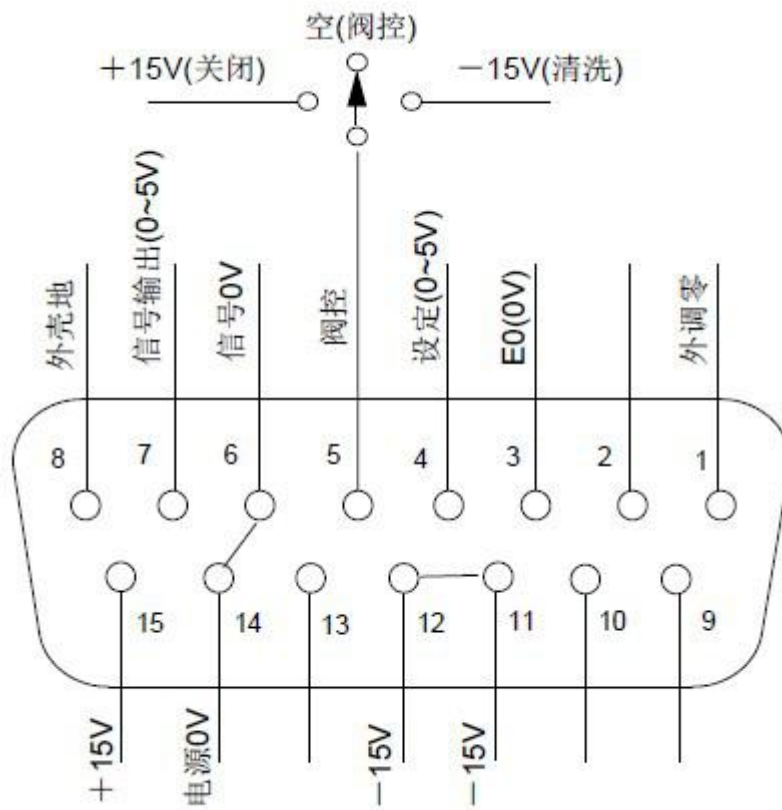 空(阀控)
＋15V(关闭)
－15V(清洗)
外壳地
信号输出(0~5V)
信号0V
阀控
设定(0~5V)
E0(0V)
外调零
8
7
6
5
4
3
2
1
15
14
13
12
11
10
9
＋15V
电源0V
－15V
－15V